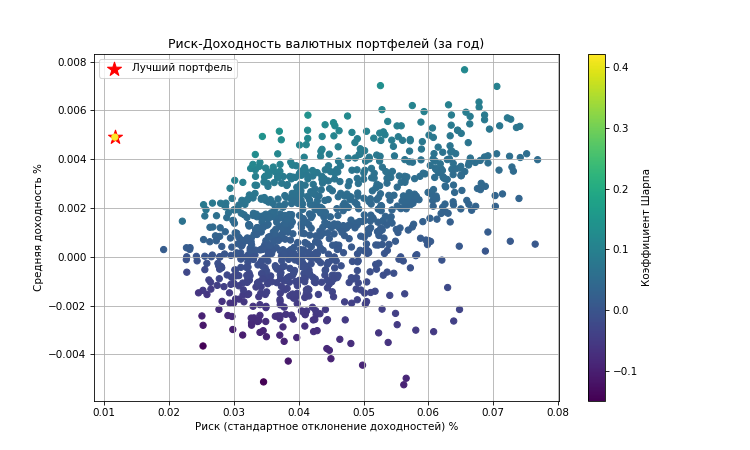 Риск-Доходность валютных портфелей (за год)
Лучший портфель
0.008
0.006
0.004
0.002
0.000
−0.002
−0.004
Средняя доходность %
0.01 0.02 0.03 0.04 0.05 0.06 0.07 0.08
Риск (стандартное отклонение доходностей) %
0.4
0.3
0.2
0.1
0.0
−0.1
Коэффициент Шарпа